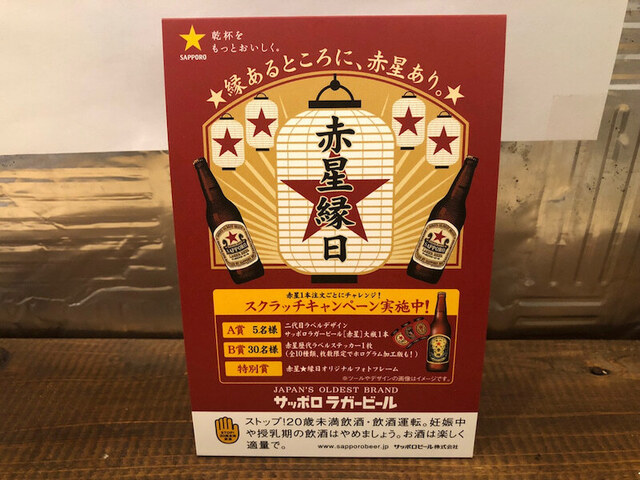 乾杯を
もっとおいしく。
SAPPORO
縁あるところに、赤星あり。
赤星縁日
SAPPORO
SAPPORO
赤星1本注文ごとにチャレンジ!
スクラッチキャンペーン実施中!
A賞 5名様
二代目ラベルデザイン
サッポロラガービール[赤星]大瓶1本
B賞 30名様
赤星歴代ラベルステッカー1枚
(全10種類、枚数限定でホログラム加工版も!)
特別賞
赤星★縁日オリジナルフォトフレーム
※ツールやデザインの画像はイメージです。
JAPAN'S OLDEST BRAND
サッポロ ラガービール
ストップ!20歳未満飲酒・飲酒運転。妊娠中
や授乳期の飲酒はやめましょう。お酒は楽しく
適量で。
www.sapporobeer.jp サッポロビール株式会社